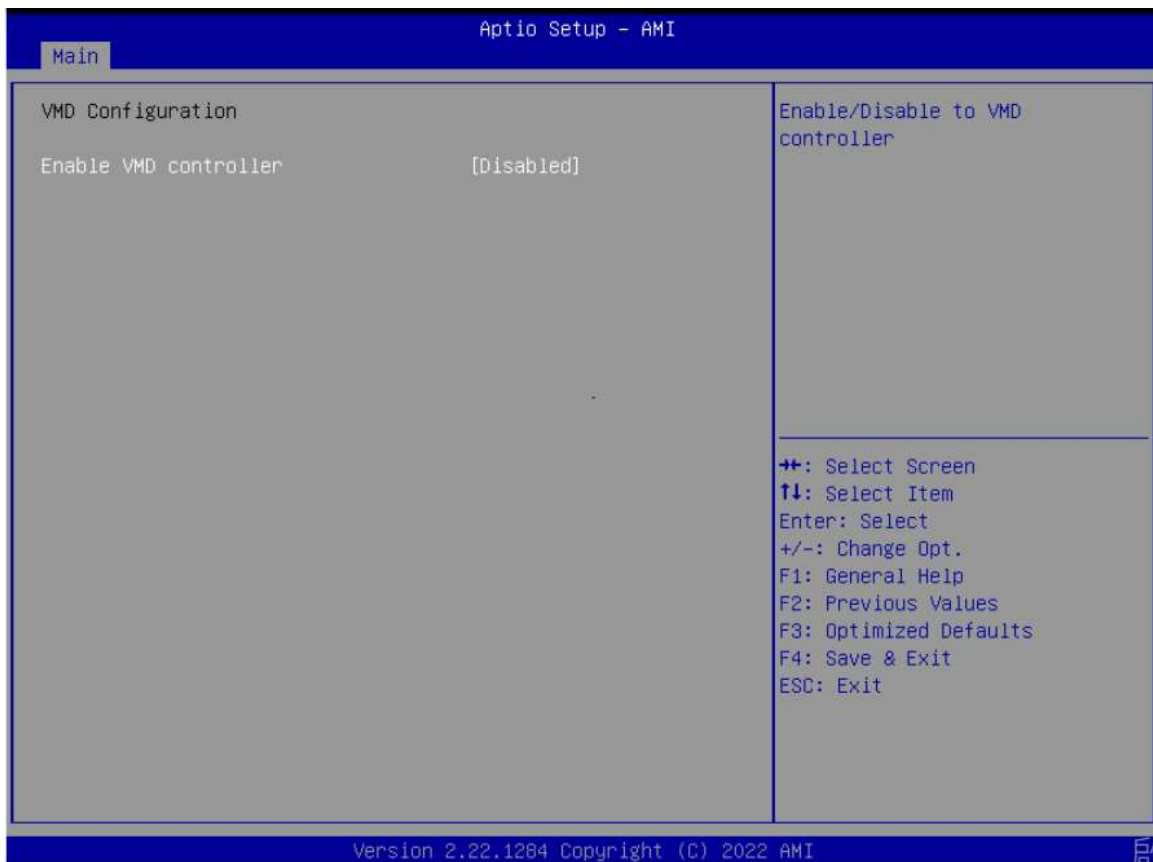 Aptio Setup - AMI
Main
VMD Configuration
Enable VMD controller [Disabled]
Enable/Disable to VMD
controller
→←: Select Screen
↑↓: Select Item
Enter: Select
+/-: Change Opt.
F1: General Help
F2: Previous Values
F3: Optimized Defaults
F4: Save & Exit
ESC: Exit
Version 2.22.1284 Copyright (C) 2022 AMI